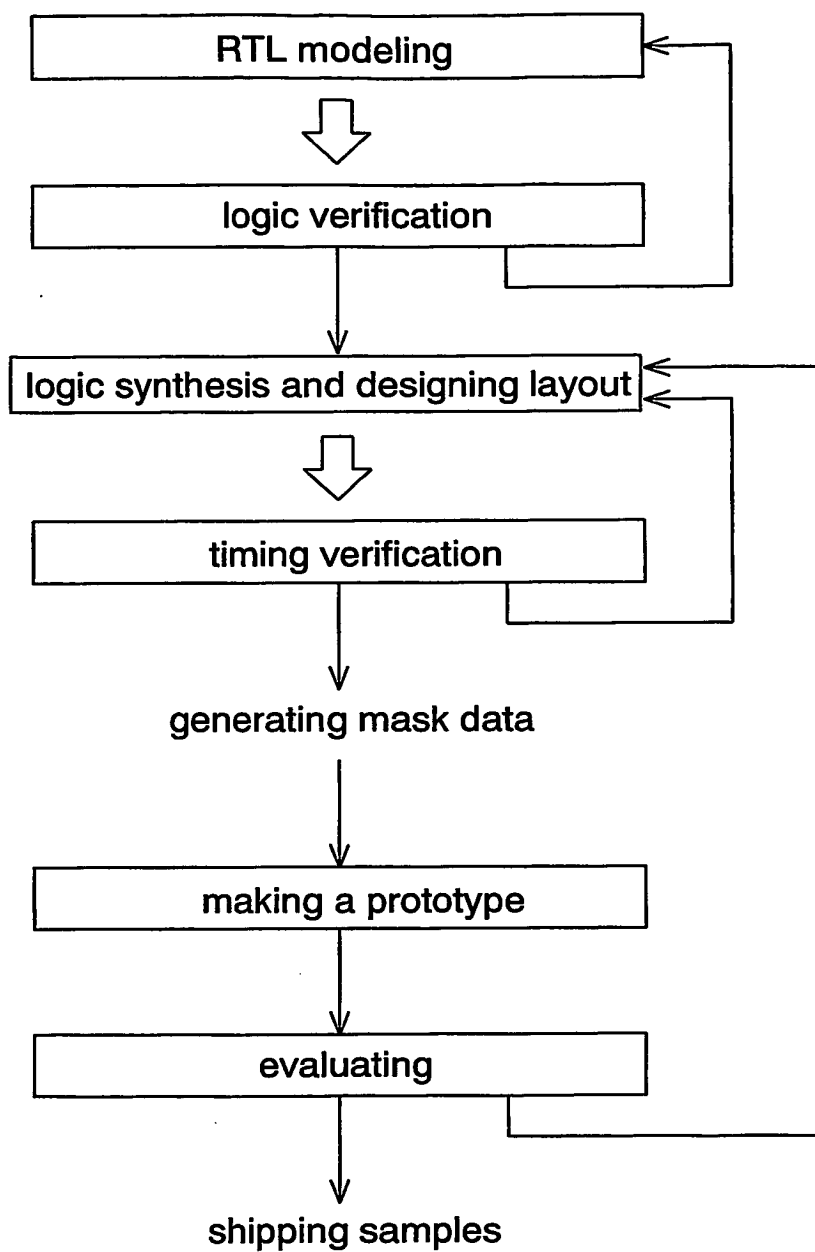 RTL modeling
logic verification
logic synthesis and designing layout
timing verification
generating mask data
making a prototype
evaluating
shipping samples